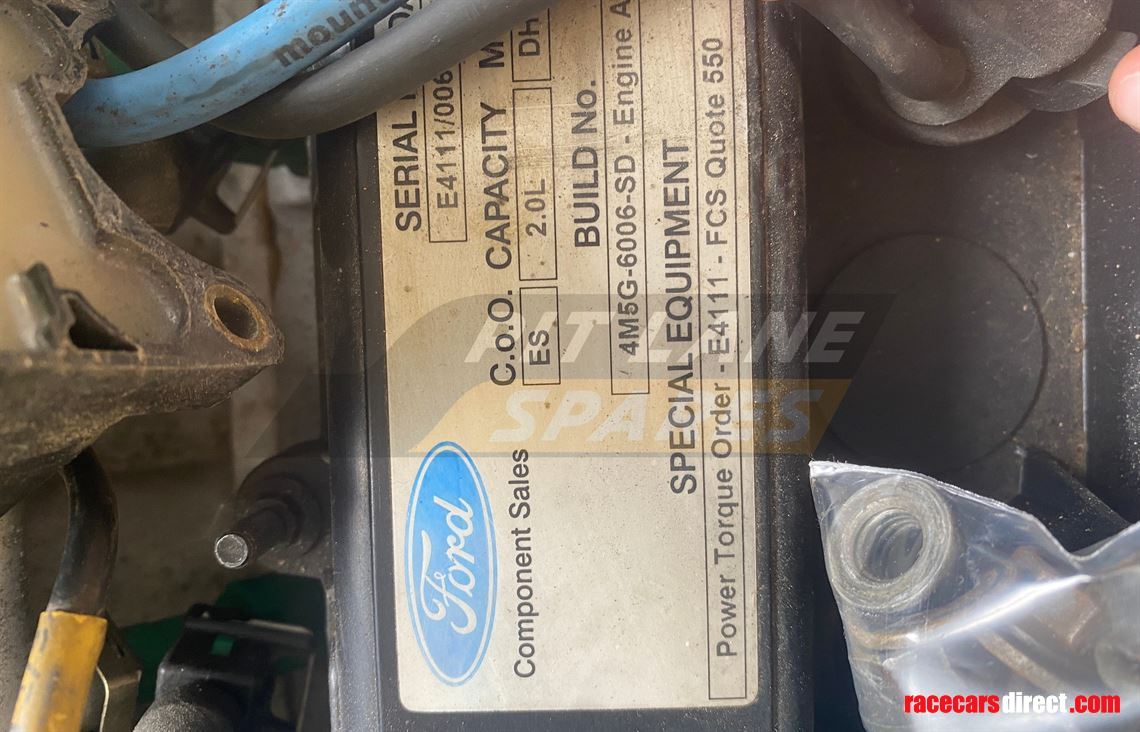 moun
SERIAL
E4111/006
C.o.O. CAPACITY M
ES 2.0L DH
BUILD No.
4M5G-6006-SD - Engine A
SPECIAL EQUIPMENT
Power Torque Order - E4111 - FCS Quote 550
Ford
Component Sales
PIT LANE
SPARES
racecarsdirect.com